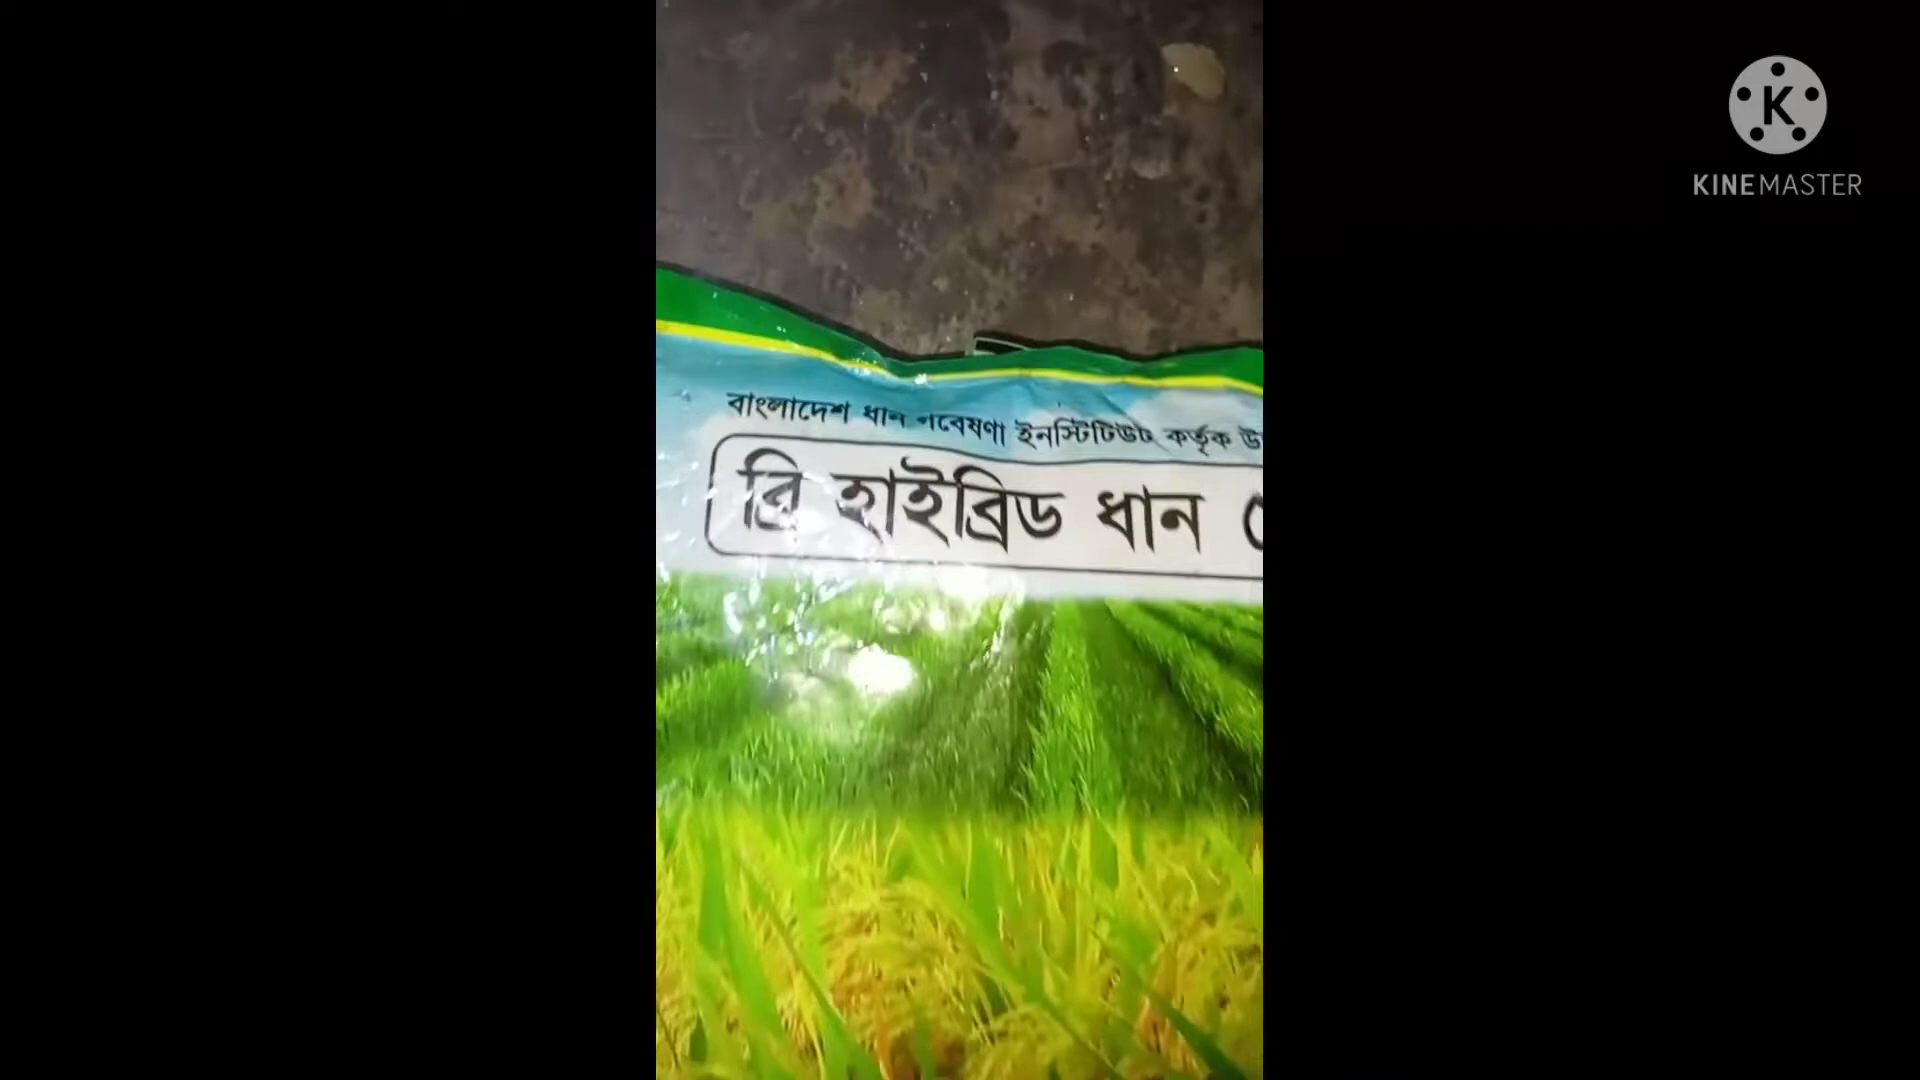 বাংলাদেশ ধান গবেষণা ইনস্টিটিউট কর্তৃক
ব্রি হাইব্রিড ধান
K
KINEMASTER